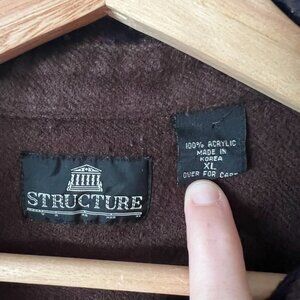 STRUCTURE
100% ACRYLIC
MADE IN
KOREA
XL
OVER FOR CARE